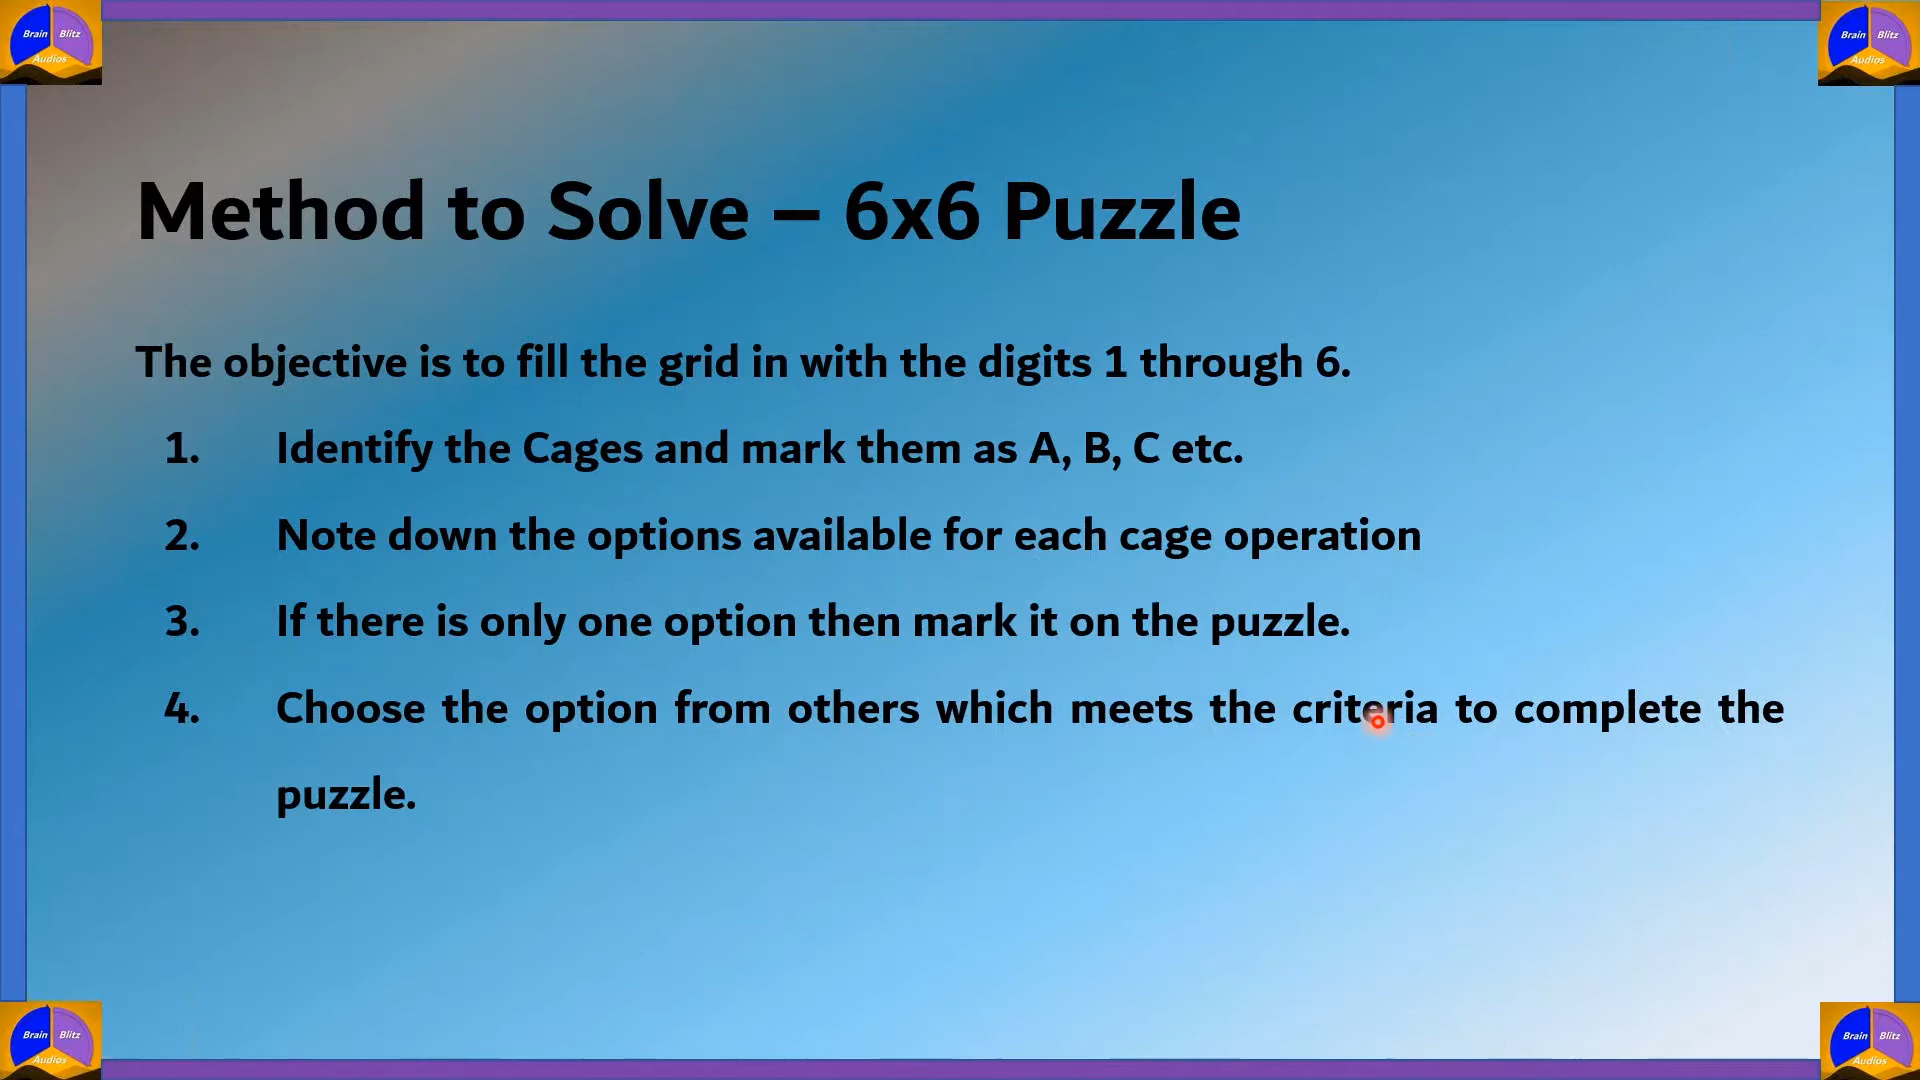 Brain Blitz
Audios
Brain Blitz
Audios
Method to Solve – 6x6 Puzzle
The objective is to fill the grid in with the digits 1 through 6.
1. Identify the Cages and mark them as A, B, C etc.
2. Note down the options available for each cage operation
3. If there is only one option then mark it on the puzzle.
4. Choose the option from others which meets the criteria to complete the
puzzle.
Brain Blitz
Audios
Brain Blitz
Audios